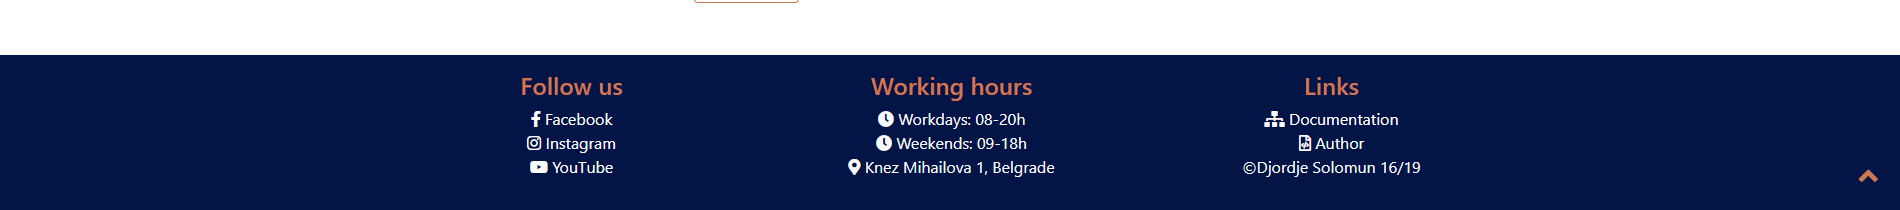 Follow us
Facebook
Instagram
YouTube
Working hours
Workdays: 08-20h
Weekends: 09-18h
Knez Mihailova 1, Belgrade
Links
Documentation
Author
©Djordje Solomun 16/19